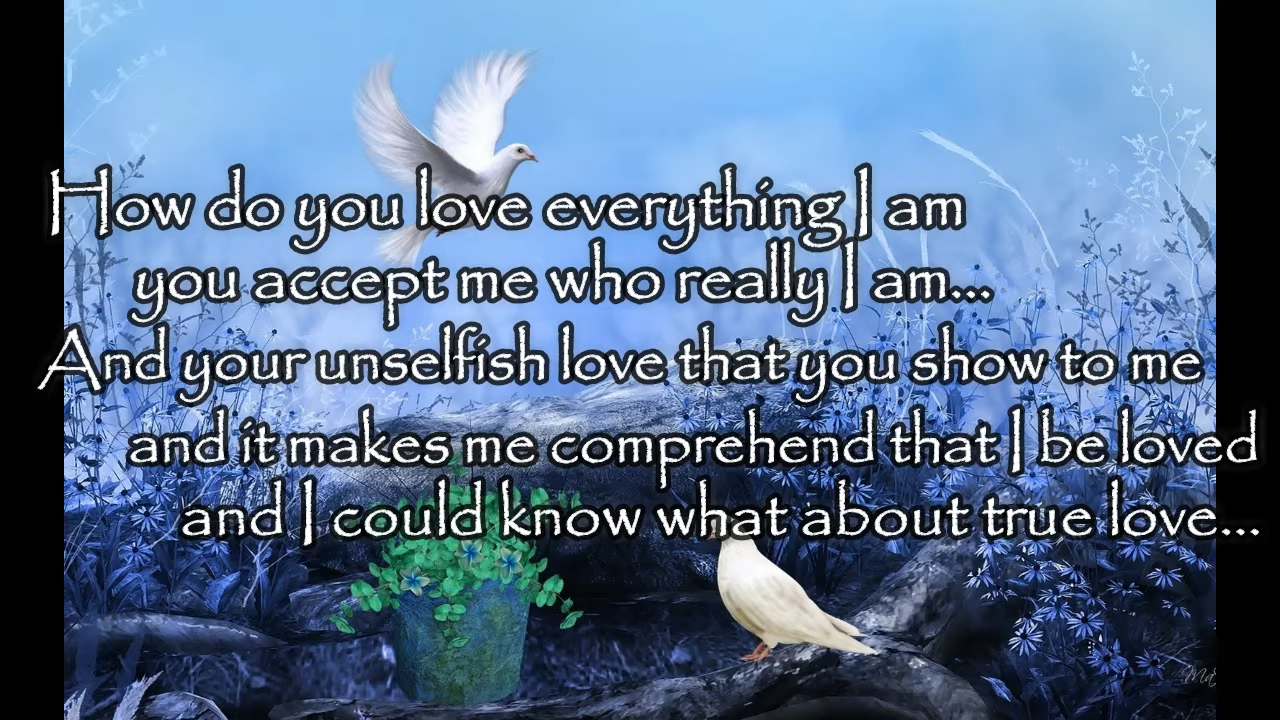 How do you love everything I am
you accept me who really I am...
And your unselfish love that you show to me
and it makes me comprehend that I be loved
and I could know what about true love...